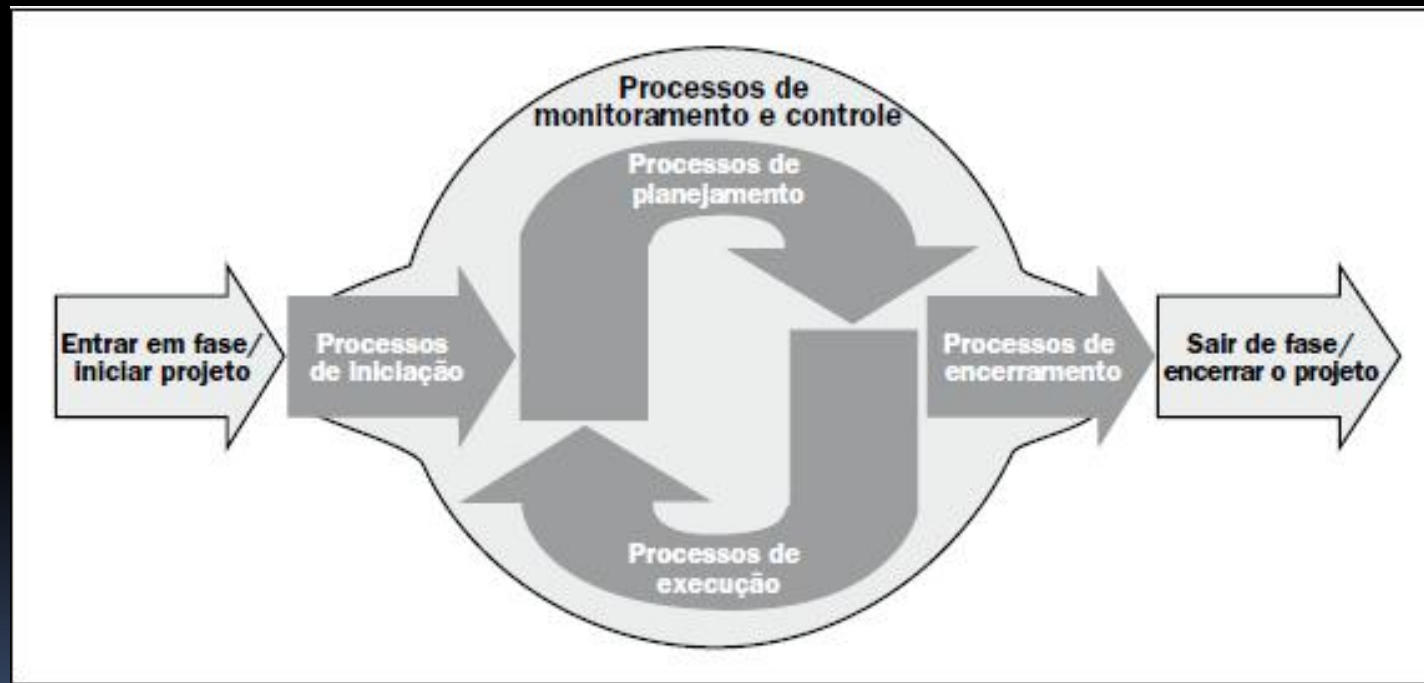 Processos de
monitoramento e controle
Processos de
planejamento
Entrar em fase/
iniciar projeto
Processos
de iniciação
Processos de
encerramento
Sair de fase/
encerrar o projeto
Processos de
execução